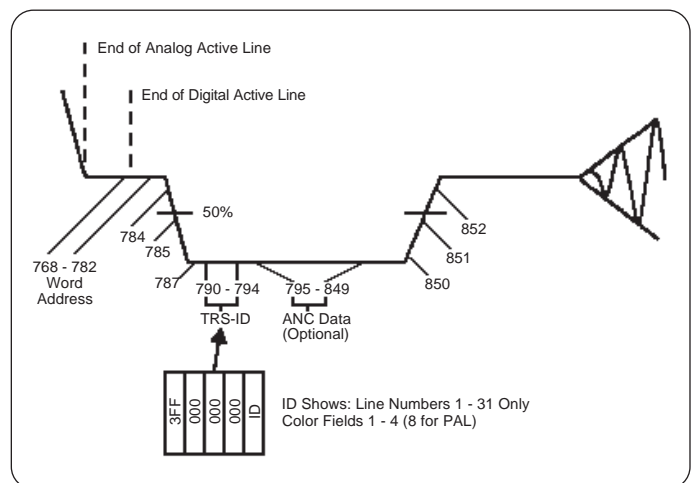 End of Analog Active Line
End of Digital Active Line
50%
784
785
852
851
768 - 782
Word
Address
787
790 - 794
795 - 849
850
TRS-ID
ANC Data
(Optional)
3FF
000
000
000
ID
ID Shows: Line Numbers 1 - 31 Only
Color Fields 1 - 4 (8 for PAL)